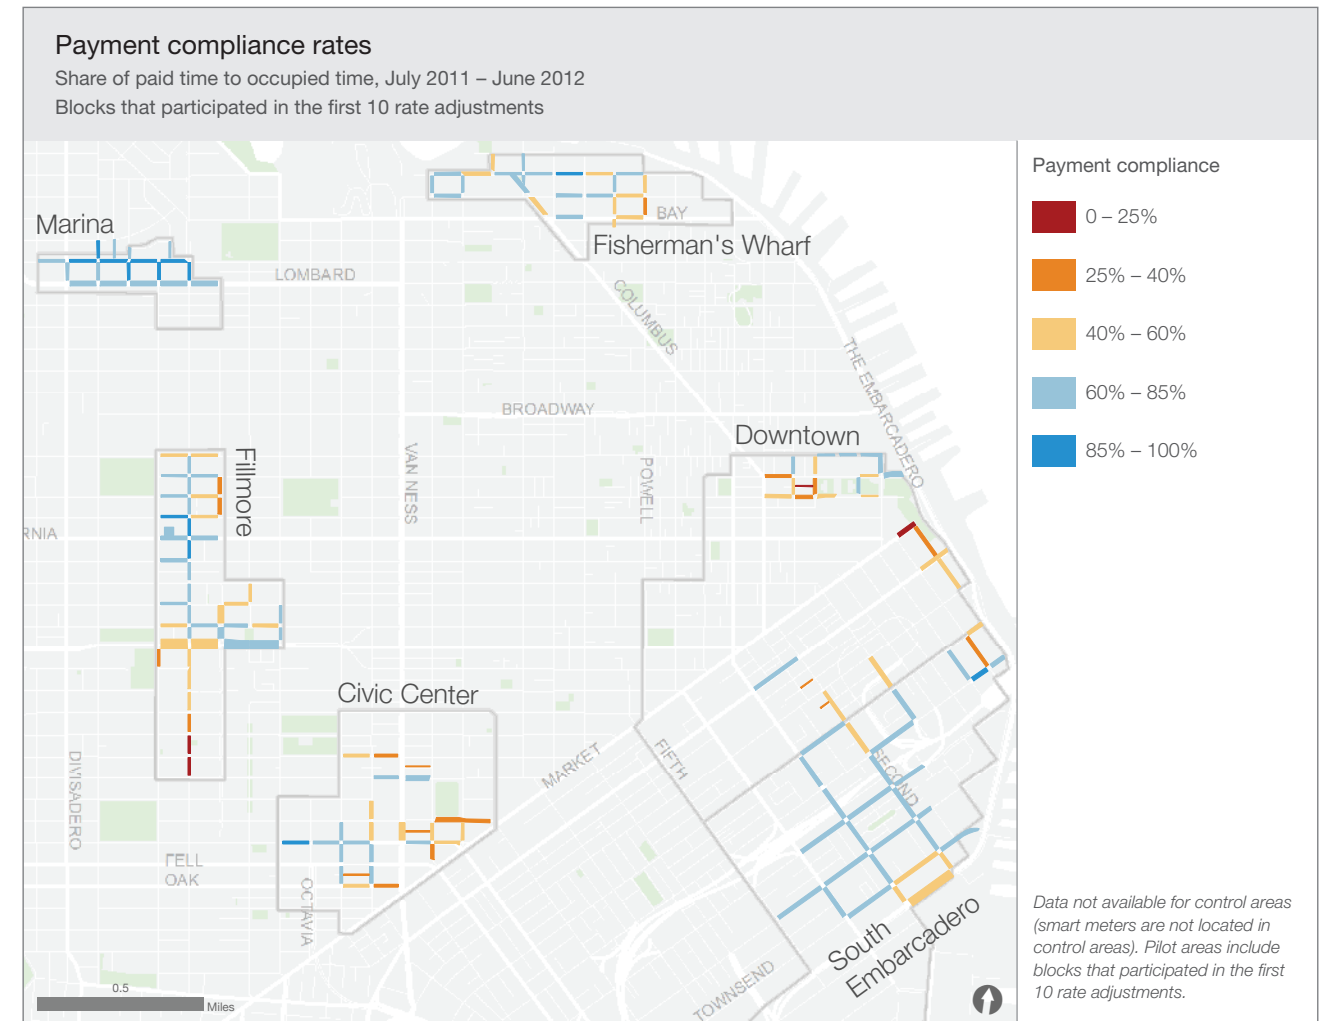 Payment compliance rates
Share of paid time to occupied time, July 2011 – June 2012
Blocks that participated in the first 10 rate adjustments
Payment compliance
0 – 25%
25% – 40%
40% – 60%
60% – 85%
85% – 100%
Marina
LOMBARD
BAY
Fisherman's Wharf
COLUMBUS
THE EMBARCADERO
BROADWAY
Downtown
Fillmore
VAN NESS
POWELL
RNIA
Civic Center
MARKET
FIFTH
SECOND
DIVISADERO
FELL
OAK
OCTAVIA
South
Embarcadero
TOWNSEND
0.5
Miles
Data not available for control areas
(smart meters are not located in
control areas). Pilot areas include
blocks that participated in the first
10 rate adjustments.